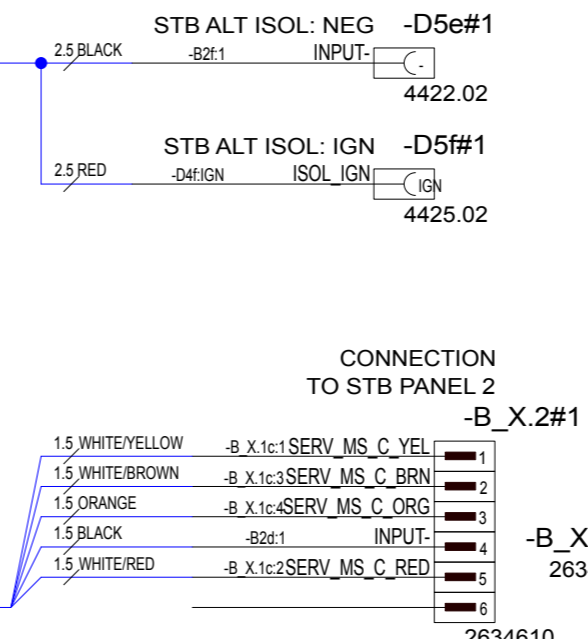 STB ALT ISOL: NEG -D5e#1
2.5 BLACK -B2f:1 INPUT- -
4422.02
STB ALT ISOL: IGN -D5f#1
2.5 RED -D4f:IGN ISOL_IGN IGN
4425.02
CONNECTION
TO STB PANEL 2
-B_X.2#1
1.5 WHITE/YELLOW -B_X.1c:1 SERV_MS_C_YEL 1
1.5 WHITE/BROWN -B_X.1c:3 SERV_MS_C_BRN 2
1.5 ORANGE -B_X.1c:4 SERV_MS_C_ORG 3
1.5 BLACK -B2d:1 INPUT- 4 -B_X
263
1.5 WHITE/RED -B_X.1c:2 SERV_MS_C_RED 5
6
2634610